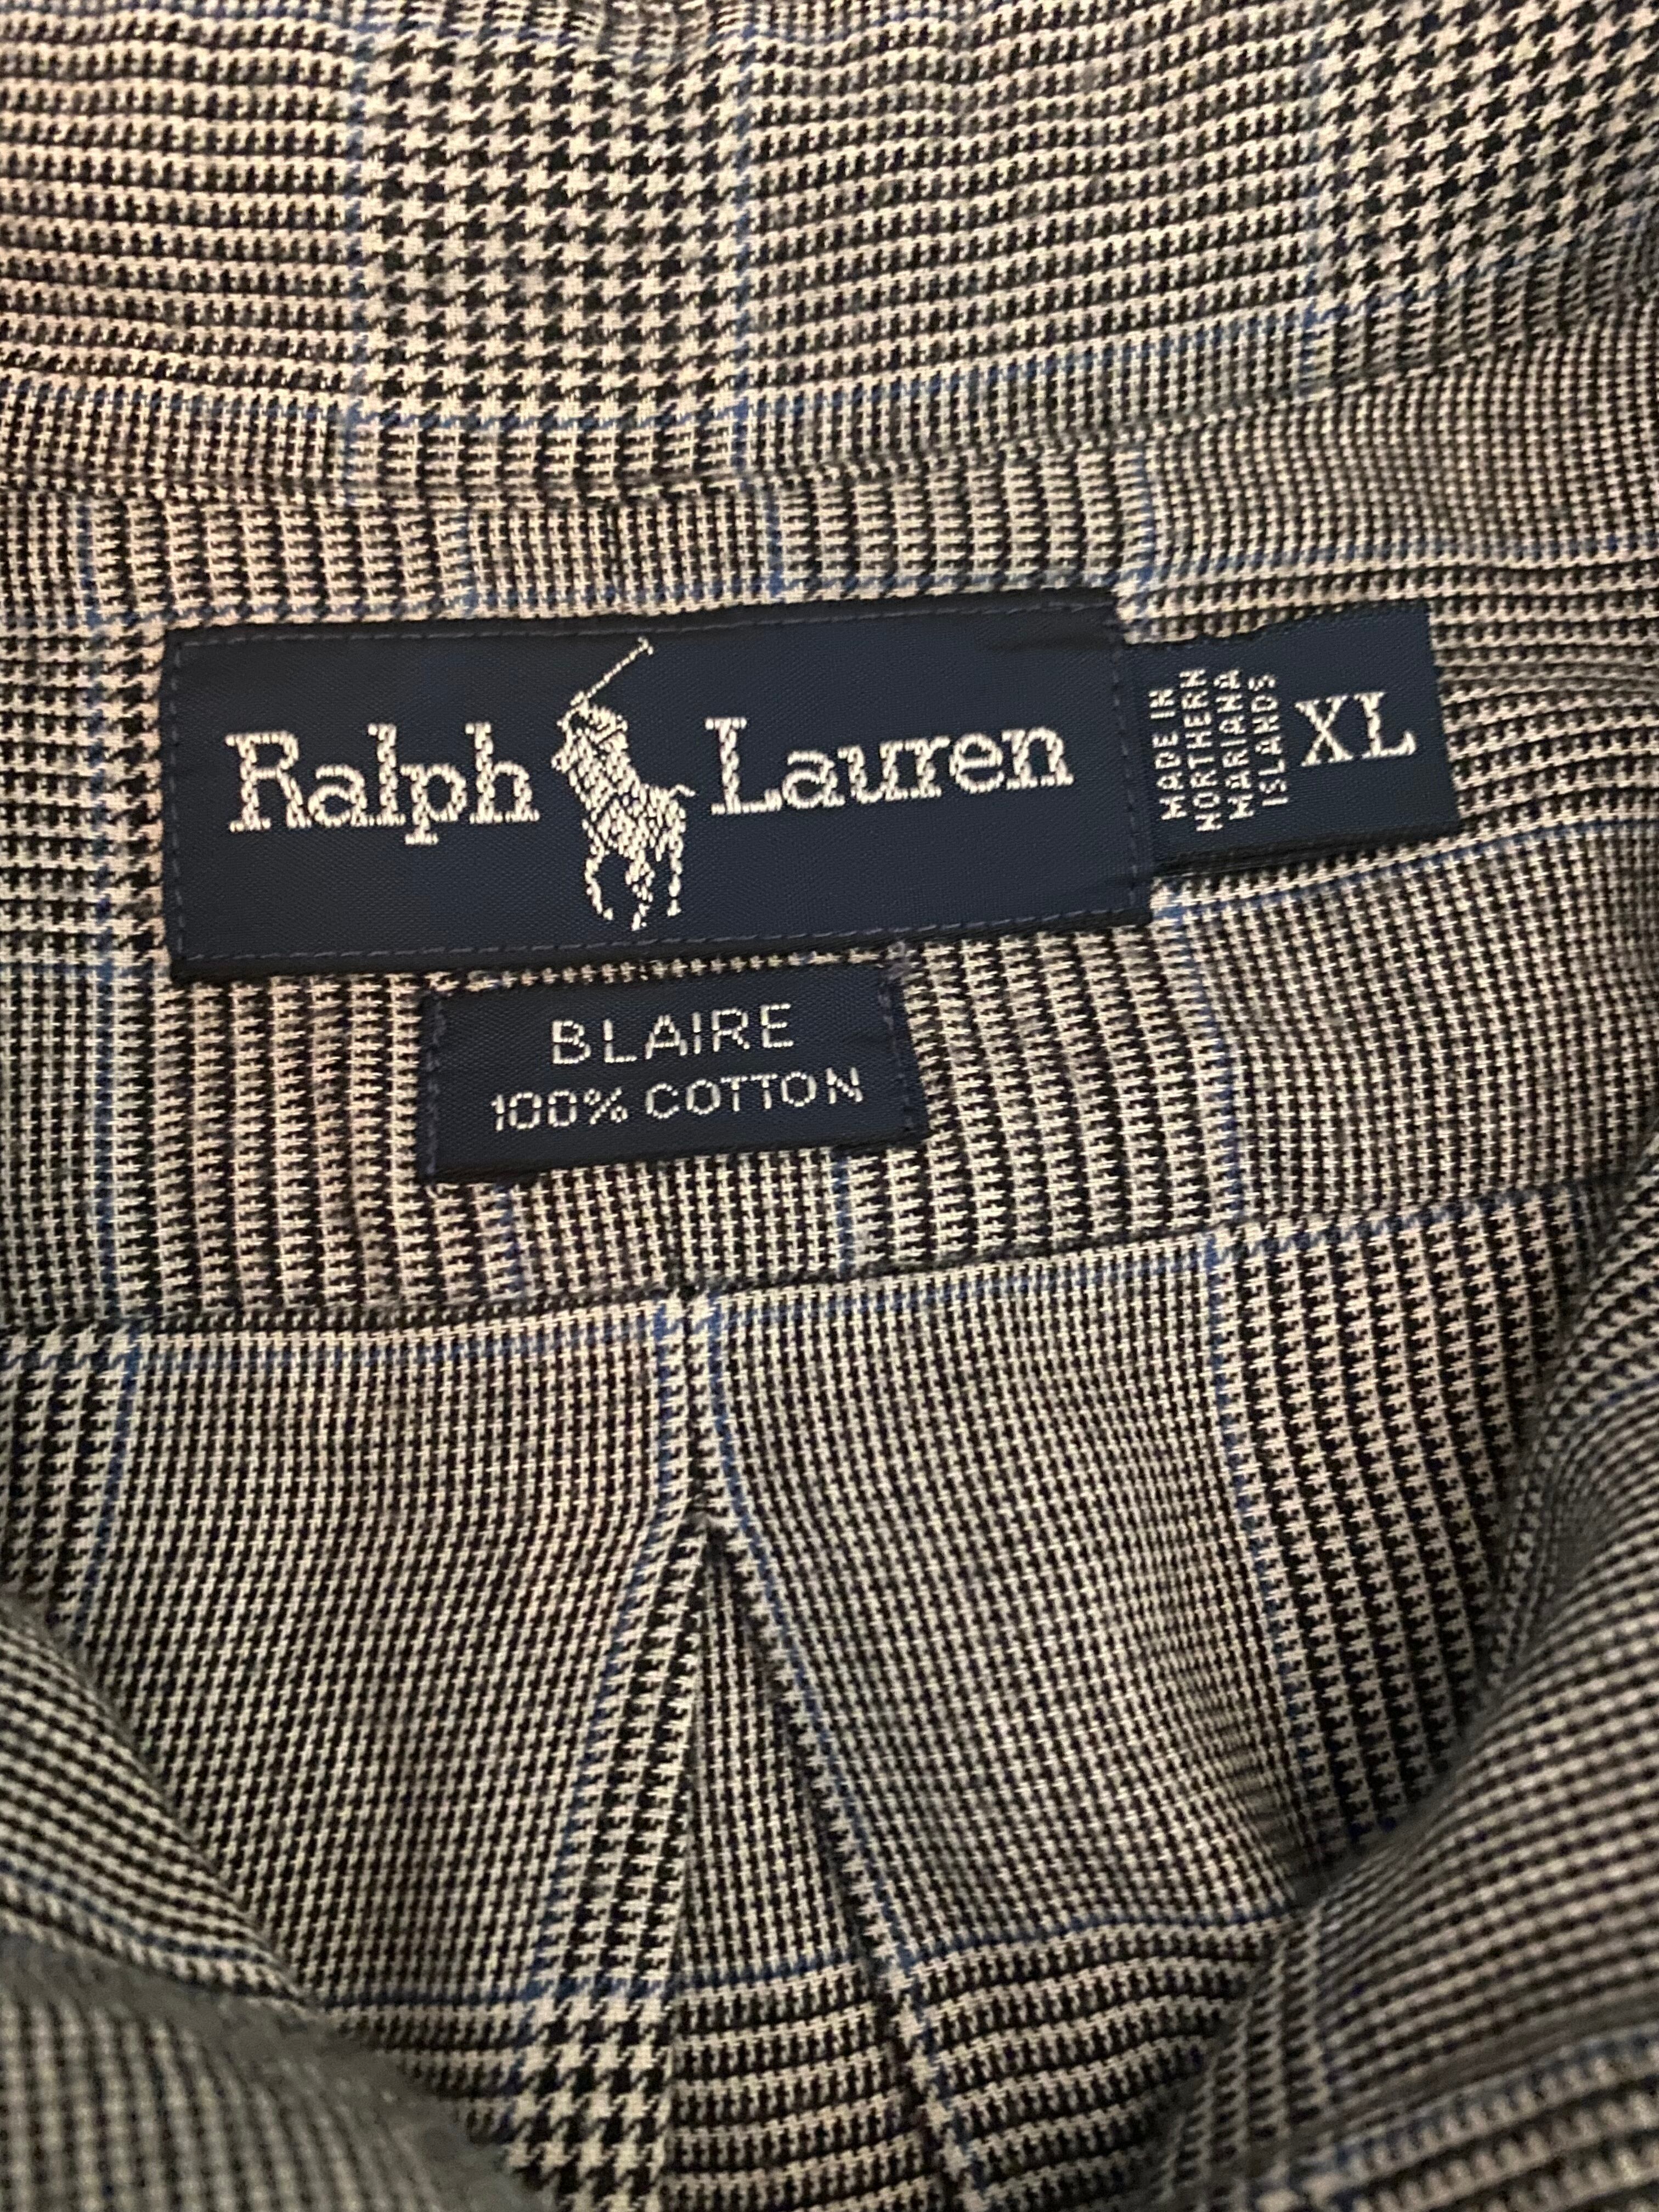 Ralph Lauren
MADE IN
NORTHERN
MARIANA
ISLANDS
XL
BLAIRE
100% COTTON